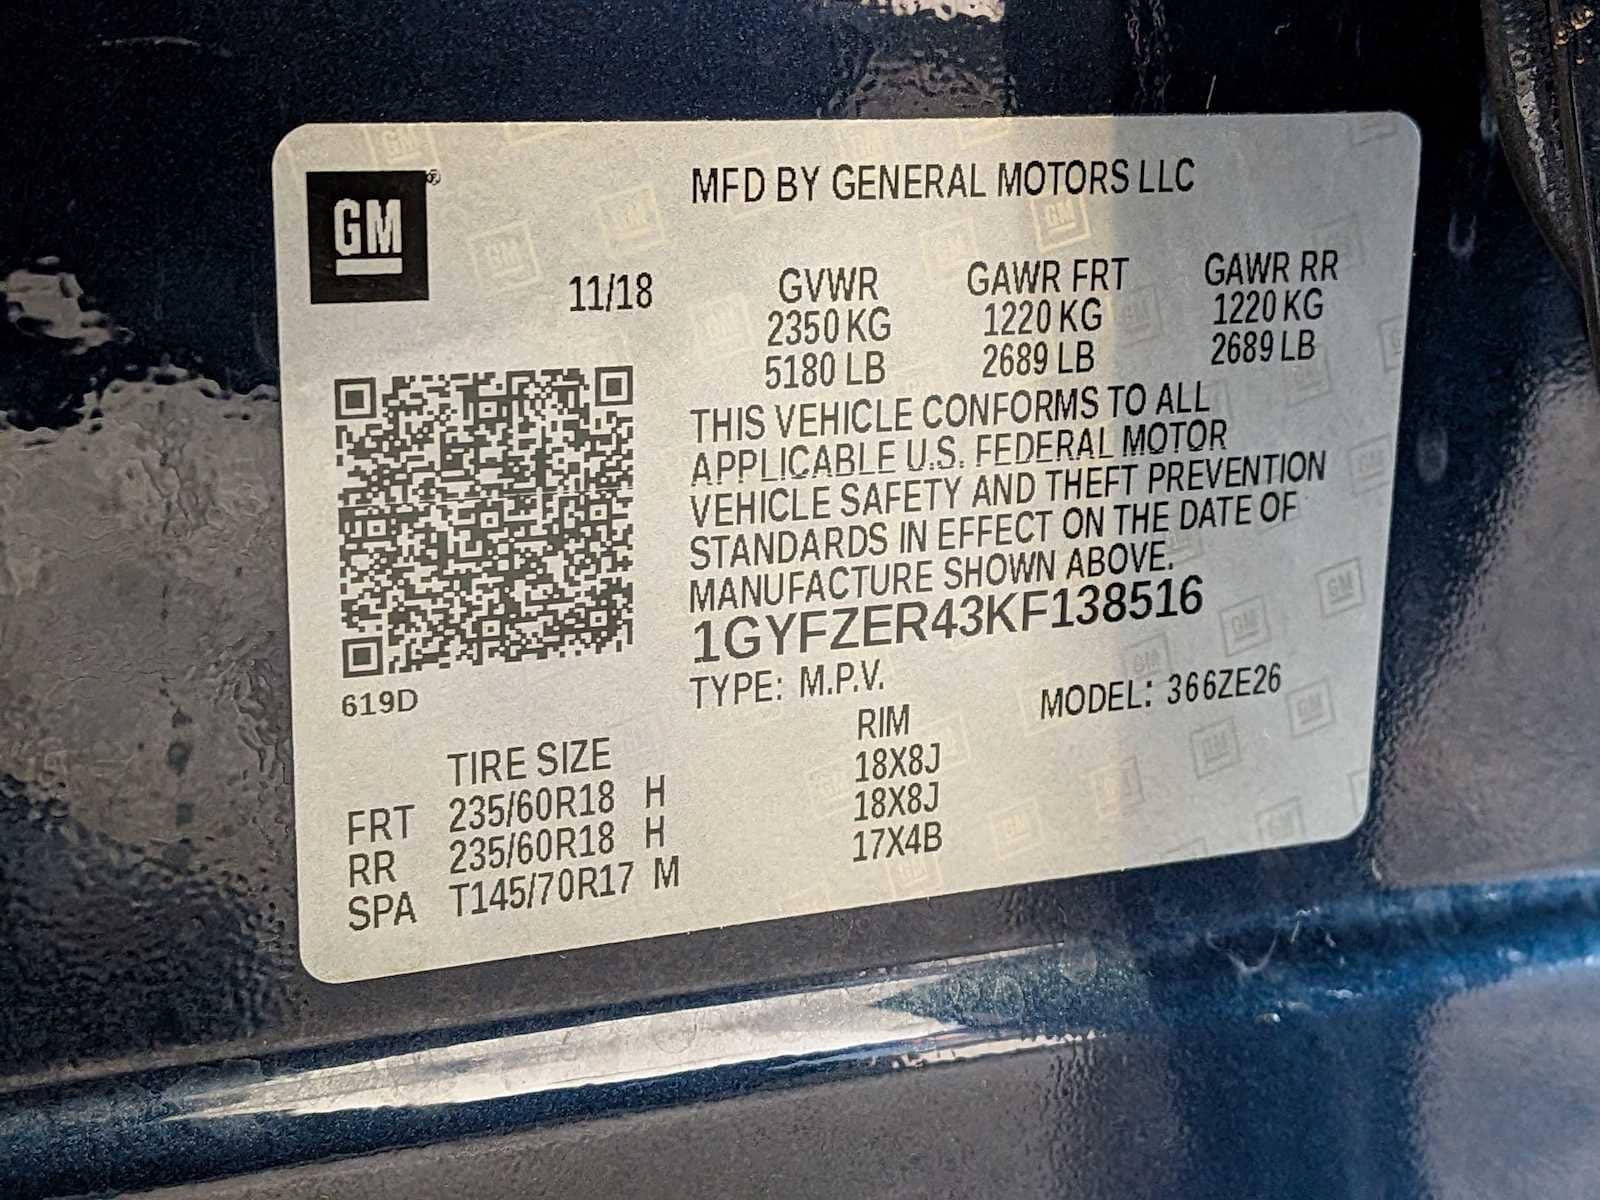 GM
MFD BY GENERAL MOTORS LLC
11/18
GVWR GAWR FRT GAWR RR
2350 KG 1220 KG 1220 KG
5180 LB 2689 LB 2689 LB
THIS VEHICLE CONFORMS TO ALL
APPLICABLE U.S. FEDERAL MOTOR
VEHICLE SAFETY AND THEFT PREVENTION
STANDARDS IN EFFECT ON THE DATE OF
MANUFACTURE SHOWN ABOVE.
1GYFZER43KF138516
TYPE: M.P.V. MODEL: 366ZE26
619D
TIRE SIZE RIM
FRT 235/60R18 H 18X8J
RR 235/60R18 H 18X8J
SPA T145/70R17 M 17X4B